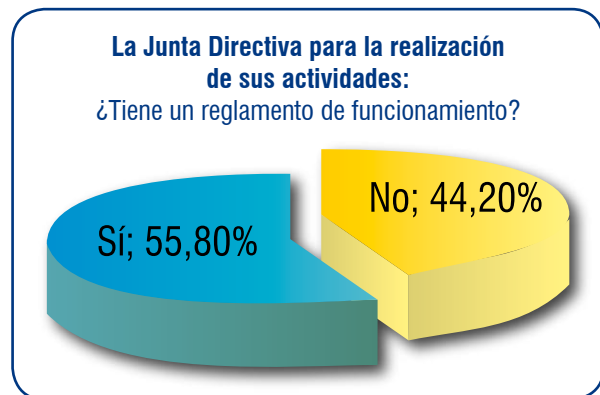 La Junta Directiva para la realización
de sus actividades:
¿Tiene un reglamento de funcionamiento?
No; 44,20%
Sí; 55,80%